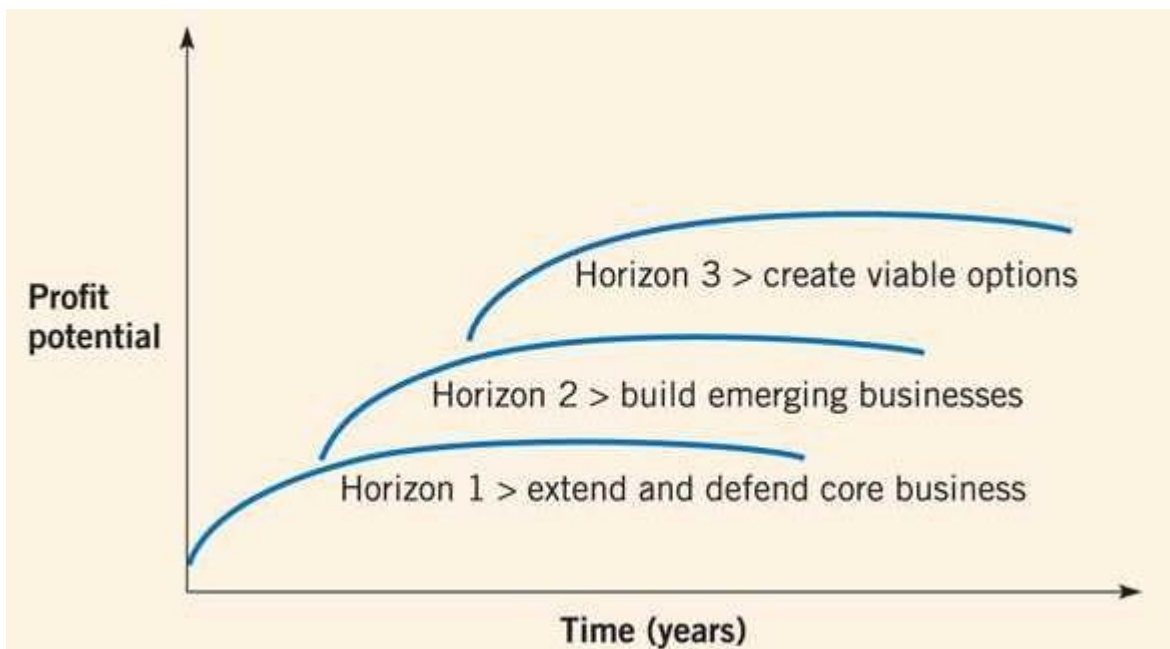 Profit
potential
Horizon 3 > create viable options
Horizon 2 > build emerging businesses
Horizon 1 > extend and defend core business
Time (years)